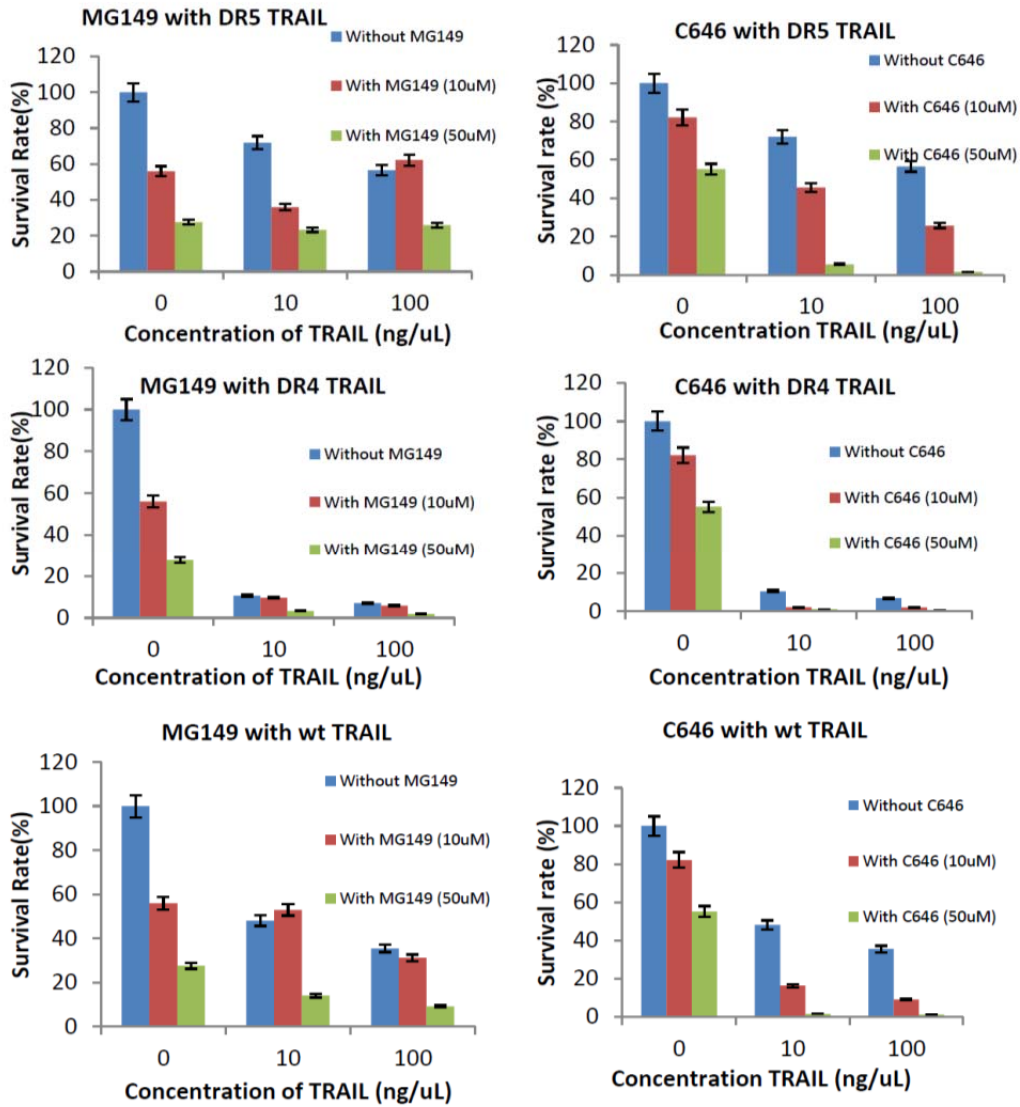 MG149 with DR5 TRAIL
Survival Rate(%)
120
100
80
60
40
20
0
Without MG149
With MG149 (10uM)
With MG149 (50uM)
0 10 100
Concentration of TRAIL (ng/uL)
C646 with DR5 TRAIL
Survival rate (%)
120
100
80
60
40
20
0
Without C646
With C646 (10uM)
With C646 (50uM)
0 10 100
Concentration TRAIL (ng/uL)
MG149 with DR4 TRAIL
Survival Rate(%)
120
100
80
60
40
20
0
Without MG149
With MG149 (10uM)
With MG149 (50uM)
0 10 100
Concentration of TRAIL (ng/uL)
C646 with DR4 TRAIL
Survival rate (%)
120
100
80
60
40
20
0
Without C646
With C646 (10uM)
With C646 (50uM)
0 10 100
Concentration TRAIL (ng/uL)
MG149 with wt TRAIL
Survival Rate(%)
120
100
80
60
40
20
0
Without MG149
With MG149 (10uM)
With MG149 (50uM)
0 10 100
Concentration of TRAIL (ng/uL)
C646 with wt TRAIL
Survival rate (%)
120
100
80
60
40
20
0
Without C646
With C646 (10uM)
With C646 (50uM)
0 10 100
Concentration TRAIL (ng/uL)